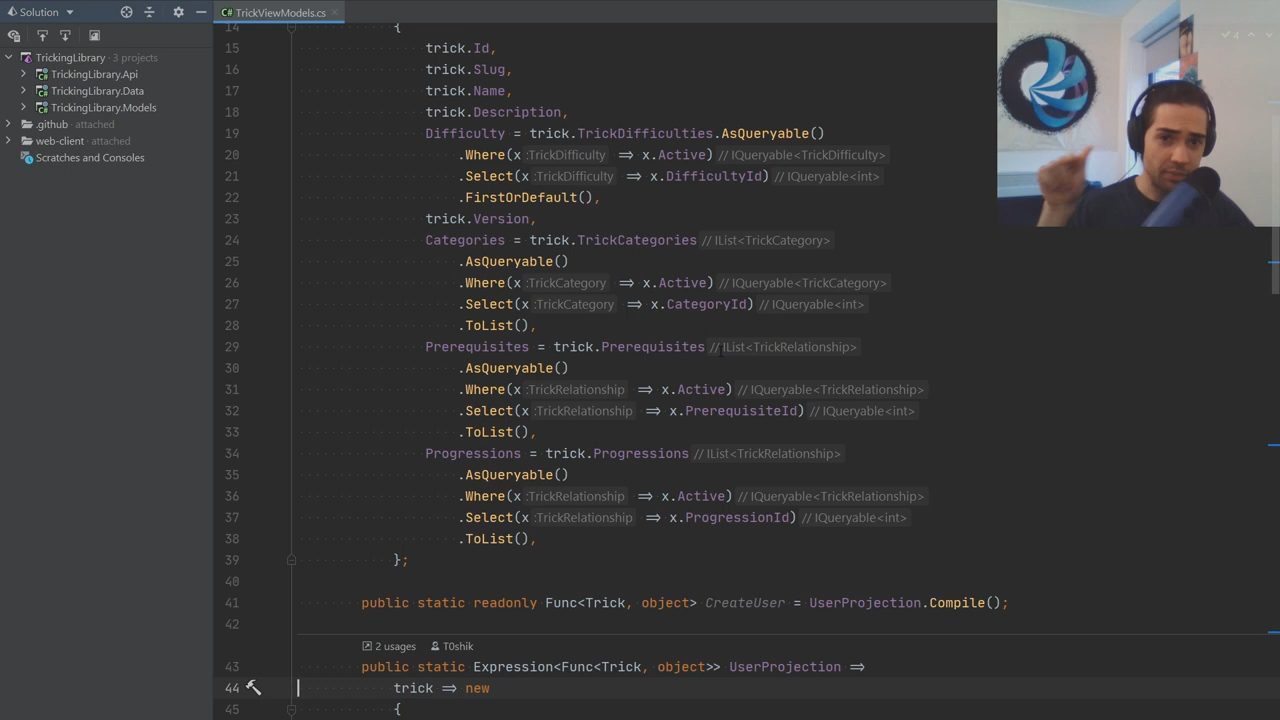 Solution
TrickViewModels.cs
TrickingLibrary · 3 projects
TrickingLibrary.Api
TrickingLibrary.Data
TrickingLibrary.Models
.github attached
web-client attached
Scratches and Consoles
4
14 {
15 trick.Id,
16 trick.Slug,
17 trick.Name,
18 trick.Description,
19 Difficulty = trick.TrickDifficulties.AsQueryable()
20 .Where(x :TrickDifficulty ⇒ x.Active) // IQueryable<TrickDifficulty>
21 .Select(x :TrickDifficulty ⇒ x.DifficultyId) // IQueryable<int>
22 .FirstOrDefault(),
23 trick.Version,
24 Categories = trick.TrickCategories // IList<TrickCategory>
25 .AsQueryable()
26 .Where(x :TrickCategory ⇒ x.Active) // IQueryable<TrickCategory>
27 .Select(x :TrickCategory ⇒ x.CategoryId) // IQueryable<int>
28 .ToList(),
29 Prerequisites = trick.Prerequisites // IList<TrickRelationship>
30 .AsQueryable()
31 .Where(x :TrickRelationship ⇒ x.Active) // IQueryable<TrickRelationship>
32 .Select(x :TrickRelationship ⇒ x.PrerequisiteId) // IQueryable<int>
33 .ToList(),
34 Progressions = trick.Progressions // IList<TrickRelationship>
35 .AsQueryable()
36 .Where(x :TrickRelationship ⇒ x.Active) // IQueryable<TrickRelationship>
37 .Select(x :TrickRelationship ⇒ x.ProgressionId) // IQueryable<int>
38 .ToList(),
39 };
40
41 public static readonly Func<Trick, object> CreateUser = UserProjection.Compile();
42
2 usages T0shik
43 public static Expression<Func<Trick, object>> UserProjection ⇒
44 trick ⇒ new
45 {